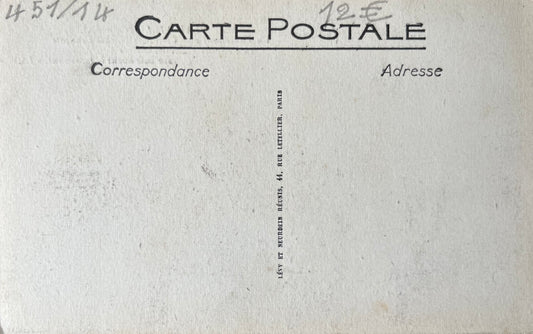 451/14
12€
CARTE POSTALE
Correspondance
Adresse
LÉVY ET NEURDEIN RÉUNIS, 44, RUE LETELLIER, PARIS